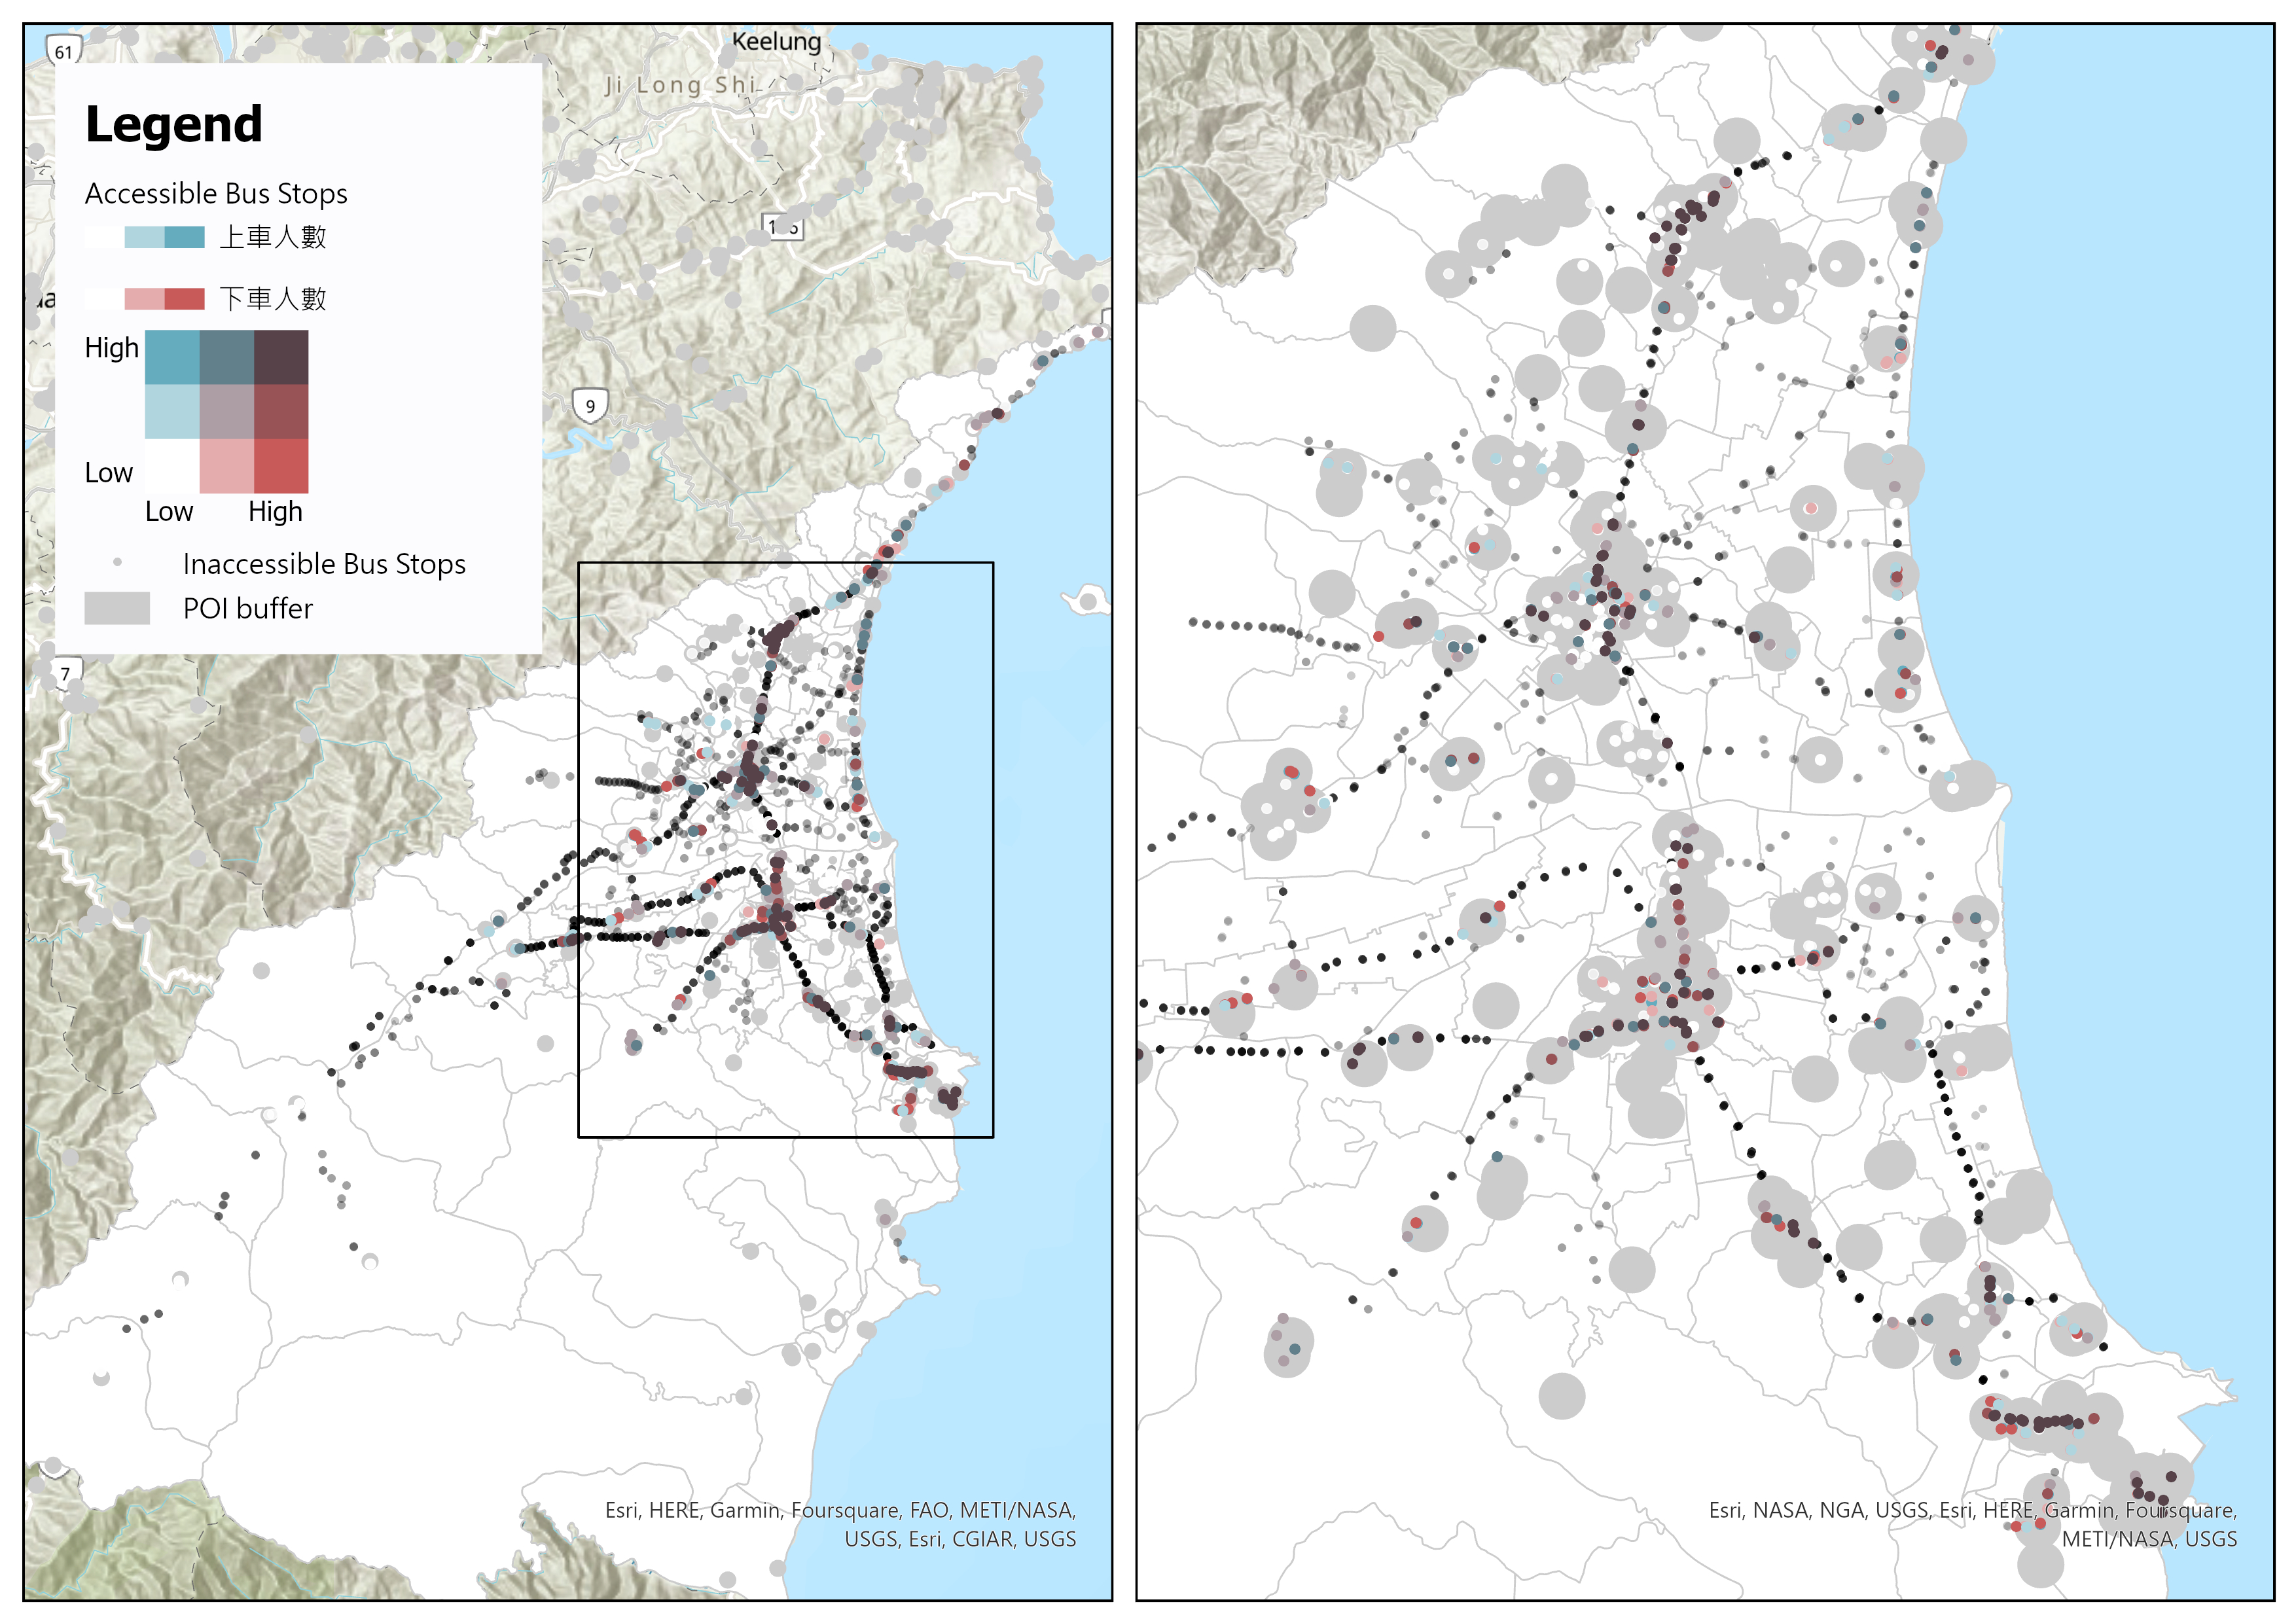 Keelung
Ji Long Shi
61
Legend
Accessible Bus Stops
上車人數
下車人數
High
Low
Low High
Inaccessible Bus Stops
POI buffer
9
7
Esri, HERE, Garmin, Foursquare, FAO, METI/NASA,
USGS, Esri, CGIAR, USGS
Esri, NASA, NGA, USGS, Esri, HERE, Garmin, Foursquare,
METI/NASA, USGS